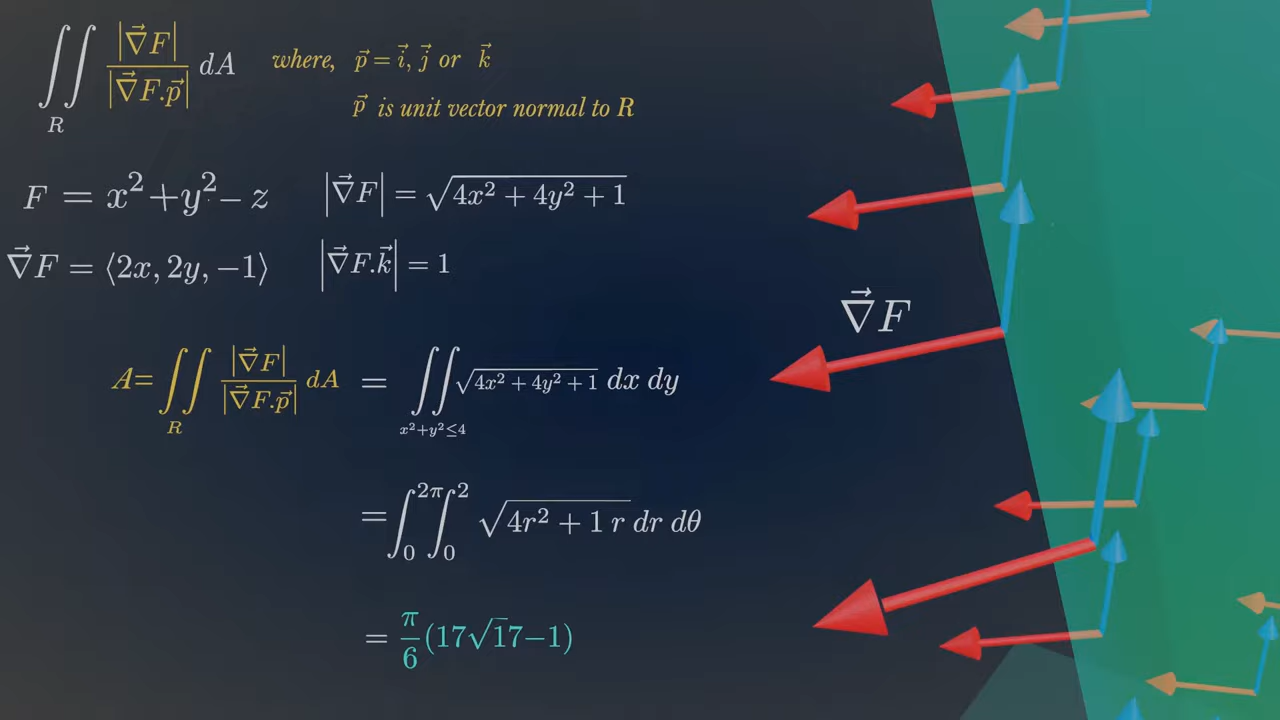 ∬_R |∇⃗F| / |∇⃗F.p⃗| dA where, p⃗ = i⃗, j⃗ or k⃗
p⃗ is unit vector normal to R
F = x² + y² − z |∇⃗F| = √(4x² + 4y² + 1)
∇⃗F = ⟨2x, 2y, −1⟩ |∇⃗F.k⃗| = 1
∇⃗F
A = ∬_R |∇⃗F| / |∇⃗F.p⃗| dA = ∬_{x²+y²≤4} √(4x² + 4y² + 1) dx dy
= ∫₀^{2π} ∫₀^2 √(4r² + 1 r) dr dθ
= π/6 (17√17−1)